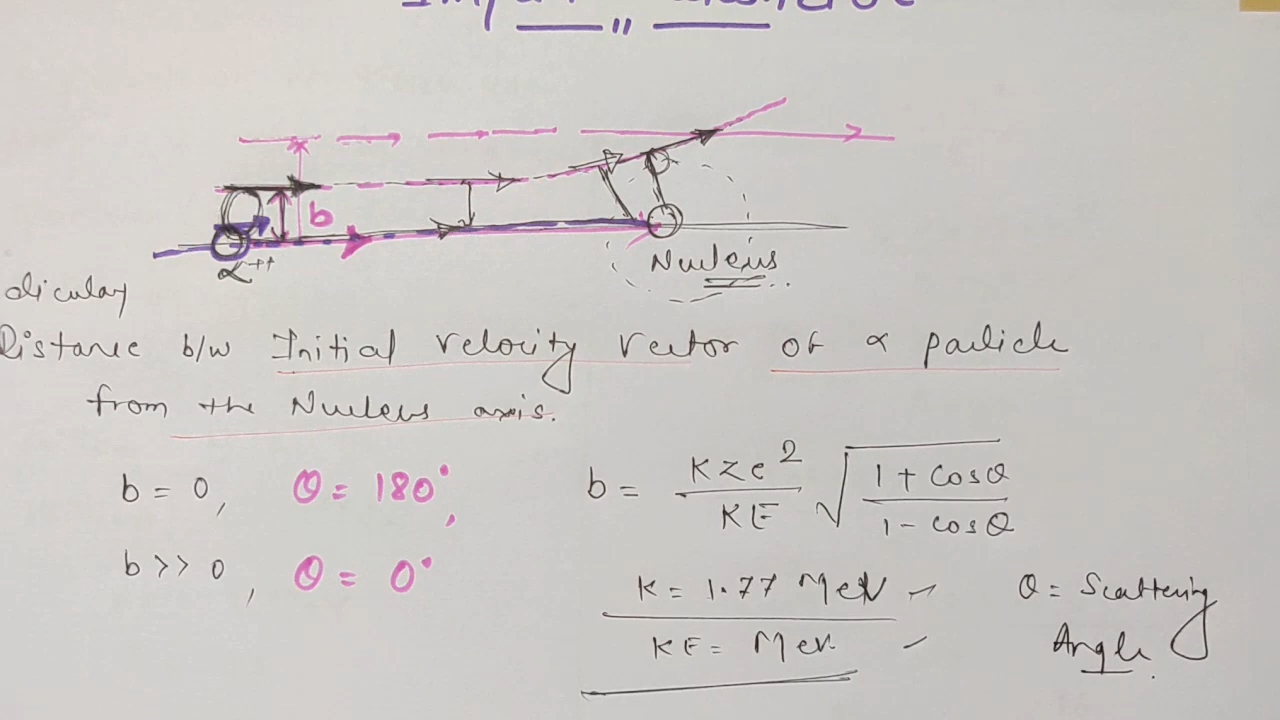 b
α++
Nucleus
dicular
Distance b/w Initial velocity vector of α particle
from the Nucleus axis.
b = 0, θ = 180°,
b >> 0, θ = 0°
b = KZe² / KE √(1 + cosθ / 1 - cosθ)
K = 1.77 MeV
KE = MeV
θ = Scattering
Angle.